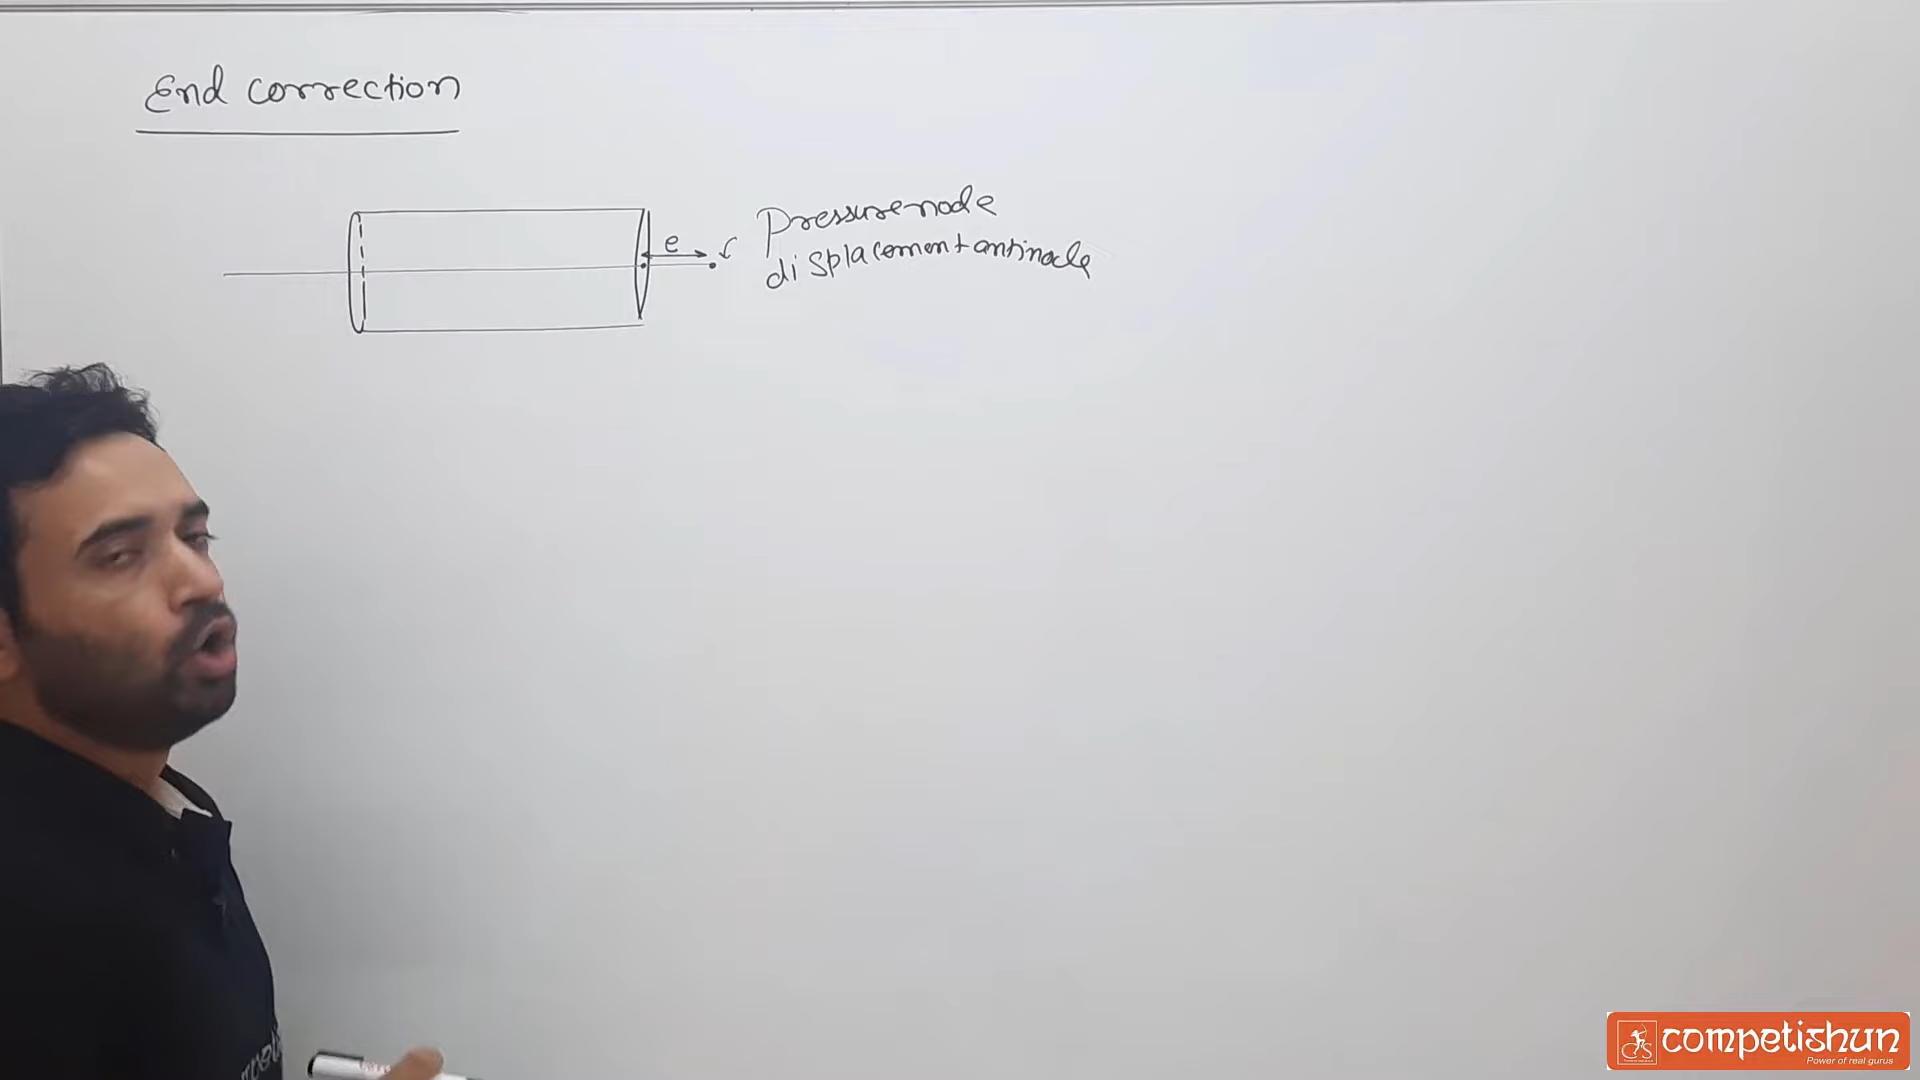 End correction
e
Pressure node
displacement antinode
competishun
Power of real gurus